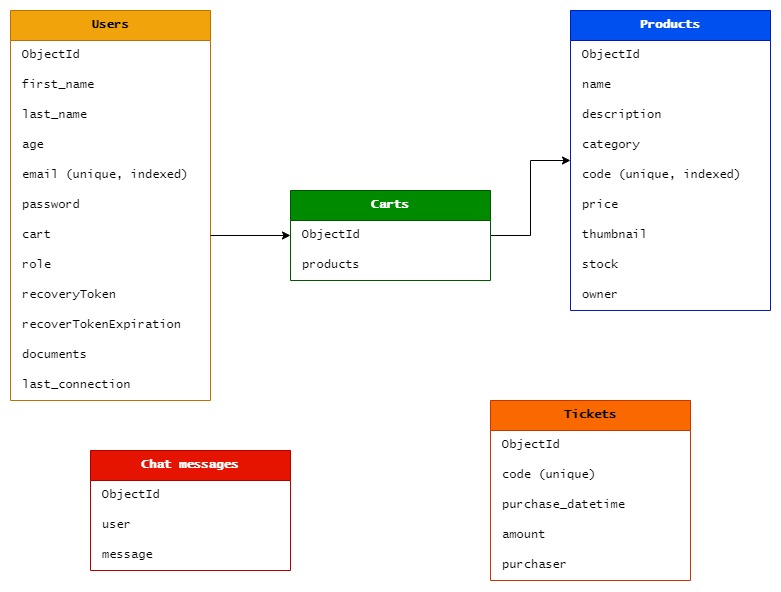 Users
ObjectId
first_name
last_name
age
email (unique, indexed)
password
cart
role
recoveryToken
recoverTokenExpiration
documents
last_connection
Carts
ObjectId
products
Products
ObjectId
name
description
category
code (unique, indexed)
price
thumbnail
stock
owner
Chat messages
ObjectId
user
message
Tickets
ObjectId
code (unique)
purchase_datetime
amount
purchaser